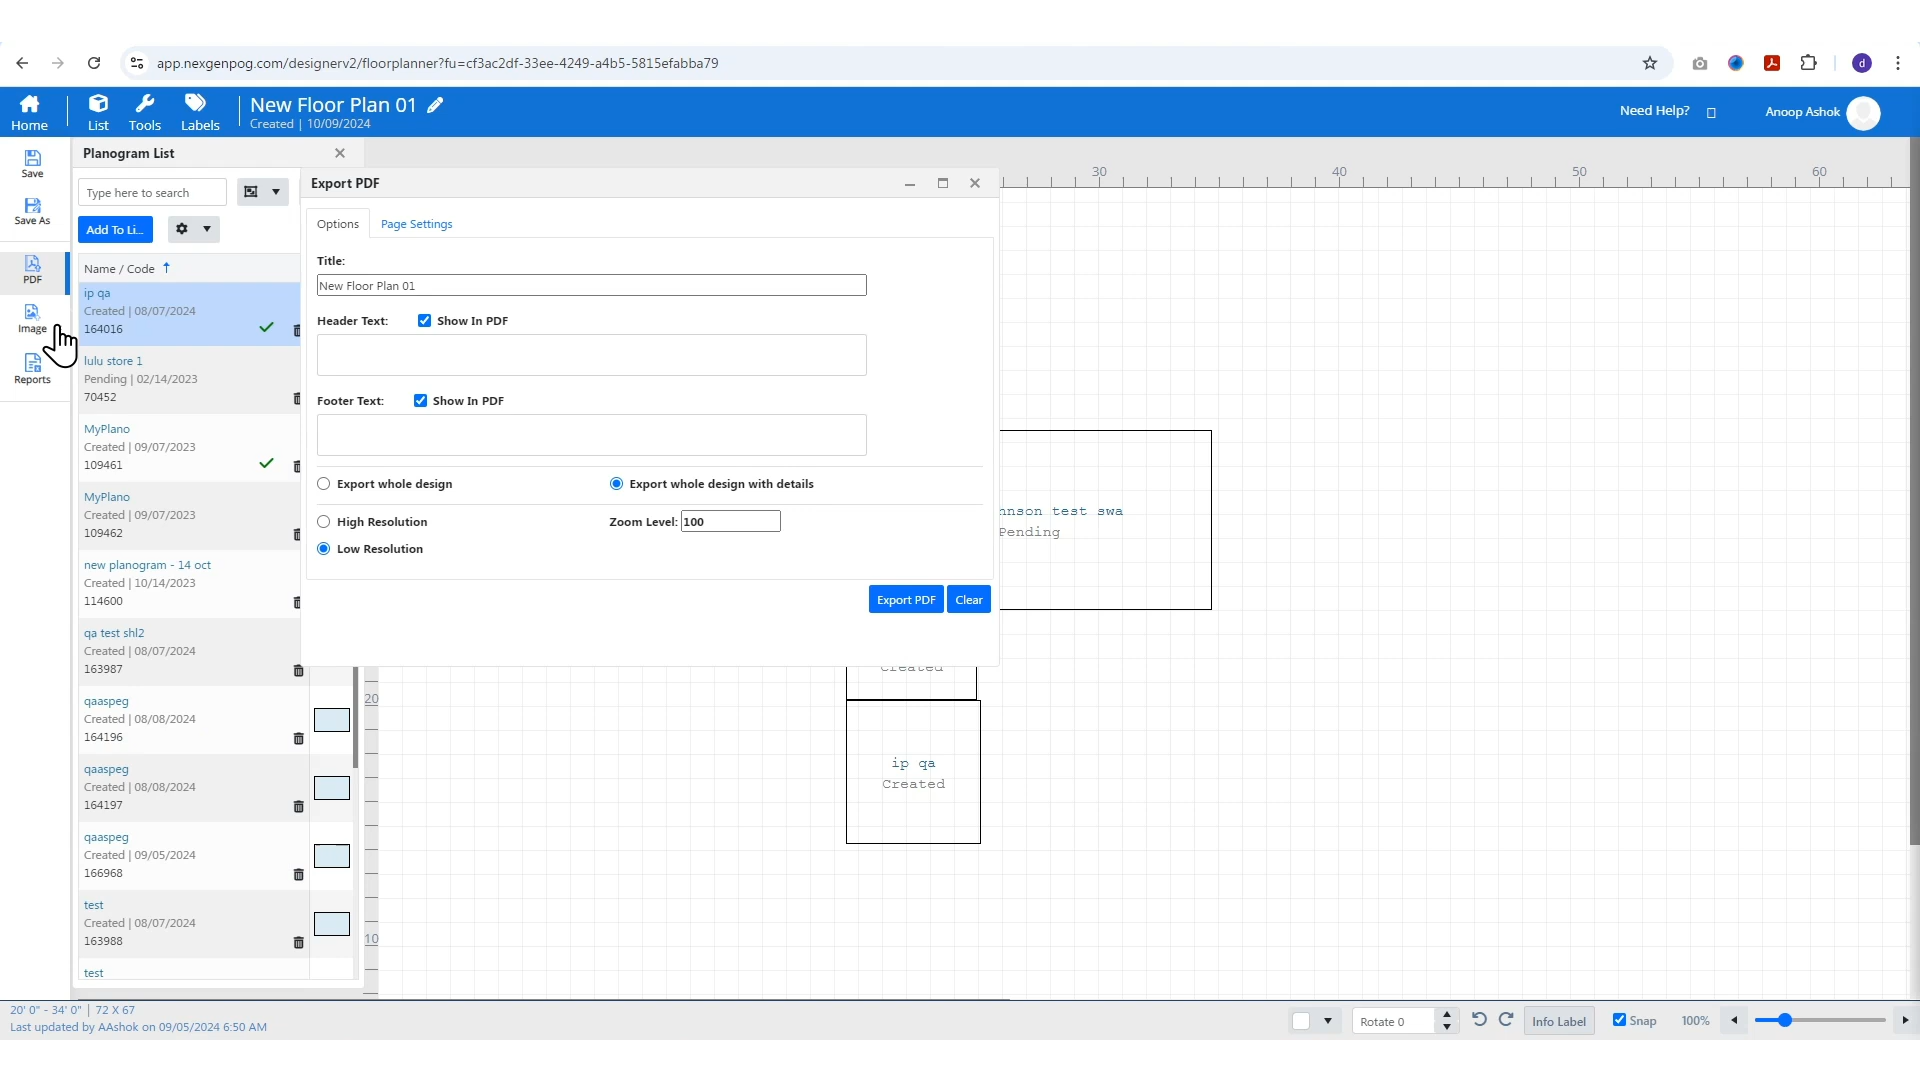 app.nexgenpog.com/designerv2/floorplanner?fu=cf3ac2df-33ee-4249-a4b5-5815efabba79
d
Home
List
Tools
Labels
New Floor Plan 01
Created | 10/09/2024
Need Help?
Anoop Ashok
Save
Save As
PDF
Image
Reports
Planogram List
Type here to search
Add To Li...
Name / Code
ip qa
Created | 08/07/2024
164016
lulu store 1
Pending | 02/14/2023
70452
MyPlano
Created | 09/07/2023
109461
MyPlano
Created | 09/07/2023
109462
new planogram - 14 oct
Created | 10/14/2023
114600
qa test shl2
Created | 08/07/2024
163987
qaaspeg
Created | 08/08/2024
164196
qaaspeg
Created | 08/08/2024
164197
qaaspeg
Created | 09/05/2024
166968
test
Created | 08/07/2024
163988
test
Export PDF
Options
Page Settings
Title:
New Floor Plan 01
Header Text:
Show In PDF
Footer Text:
Show In PDF
Export whole design
Export whole design with details
High Resolution
Zoom Level: 100
Low Resolution
Export PDF
Clear
30
40
50
60
20
10
hnson test swa
Pending
Created
ip qa
Created
20' 0" - 34' 0" | 72 X 67
Last updated by AAshok on 09/05/2024 6:50 AM
Rotate 0
Info Label
Snap
100%